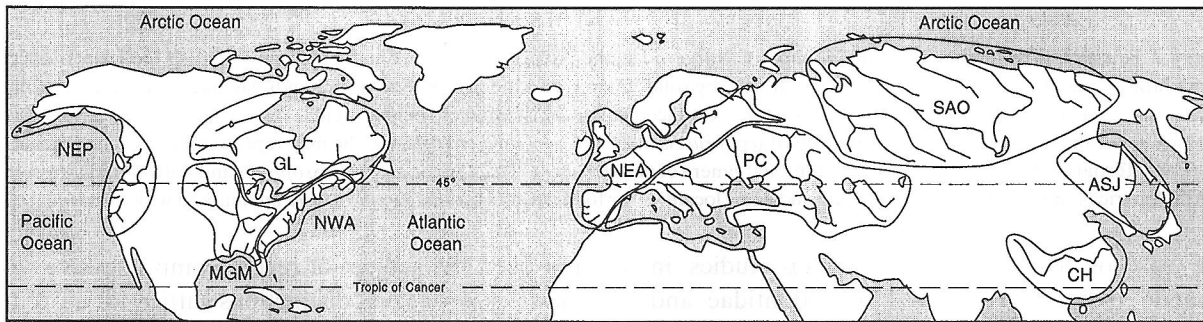 Arctic Ocean
Arctic Ocean
NEP
GL
NWA
MGM
Pacific
Ocean
Atlantic
Ocean
45°
Tropic of Cancer
NEA
PC
SAO
ASJ
CH